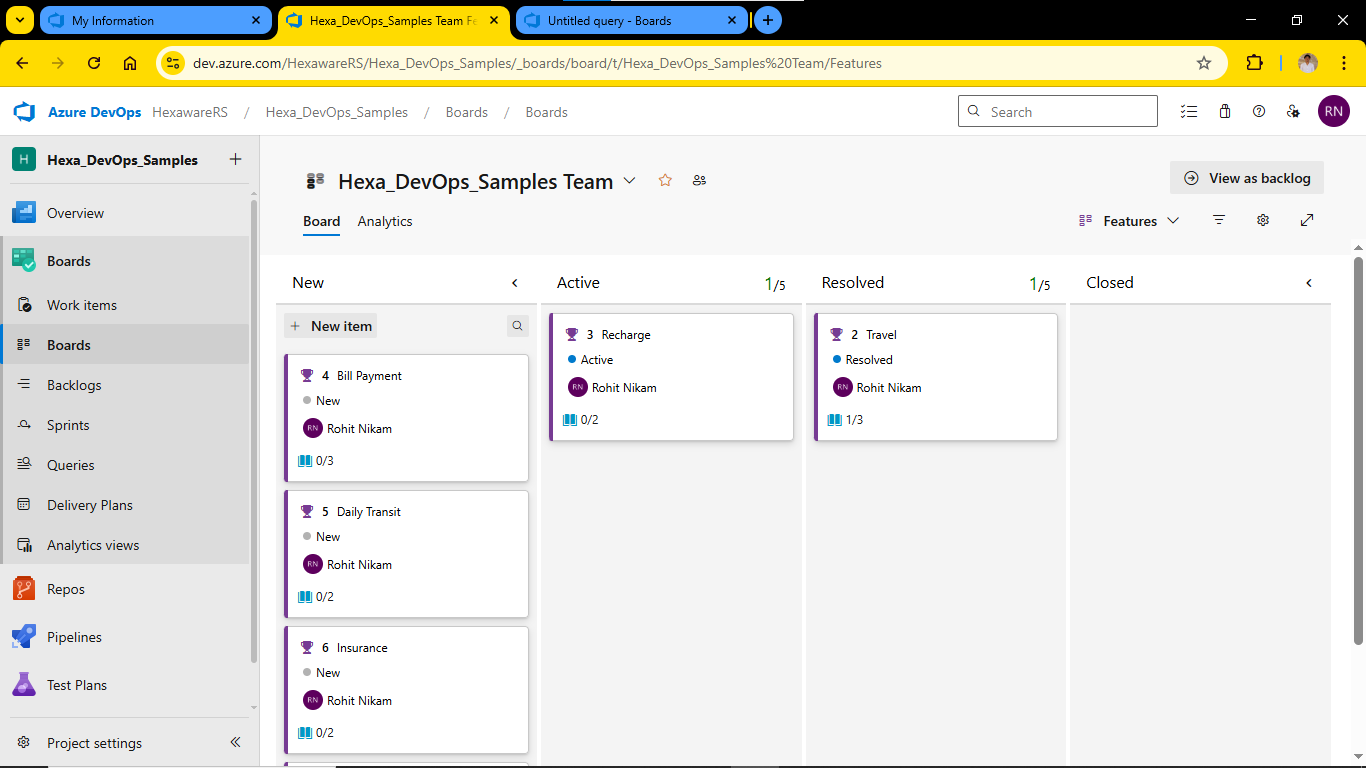 My Information
Hexa_DevOps_Samples Team Fe
Untitled query - Boards
dev.azure.com/HexawareRS/Hexa_DevOps_Samples/_boards/board/t/Hexa_DevOps_Samples%20Team/Features
Azure DevOps HexawareRS / Hexa_DevOps_Samples / Boards / Boards
Search
RN
H Hexa_DevOps_Samples
Overview
Boards
Work items
Boards
Backlogs
Sprints
Queries
Delivery Plans
Analytics views
Repos
Pipelines
Test Plans
Project settings
Hexa_DevOps_Samples Team
View as backlog
Board Analytics
Features
New
New item
4 Bill Payment
New
RN Rohit Nikam
0/3
5 Daily Transit
New
RN Rohit Nikam
0/2
6 Insurance
New
RN Rohit Nikam
0/2
Active 1/5
3 Recharge
Active
RN Rohit Nikam
0/2
Resolved 1/5
2 Travel
Resolved
RN Rohit Nikam
1/3
Closed